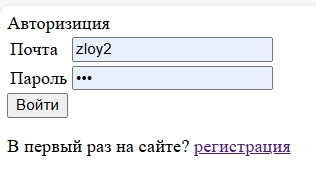 Авторизиция
Почта zloy2
Пароль •••
Войти
В первый раз на сайте? регистрация